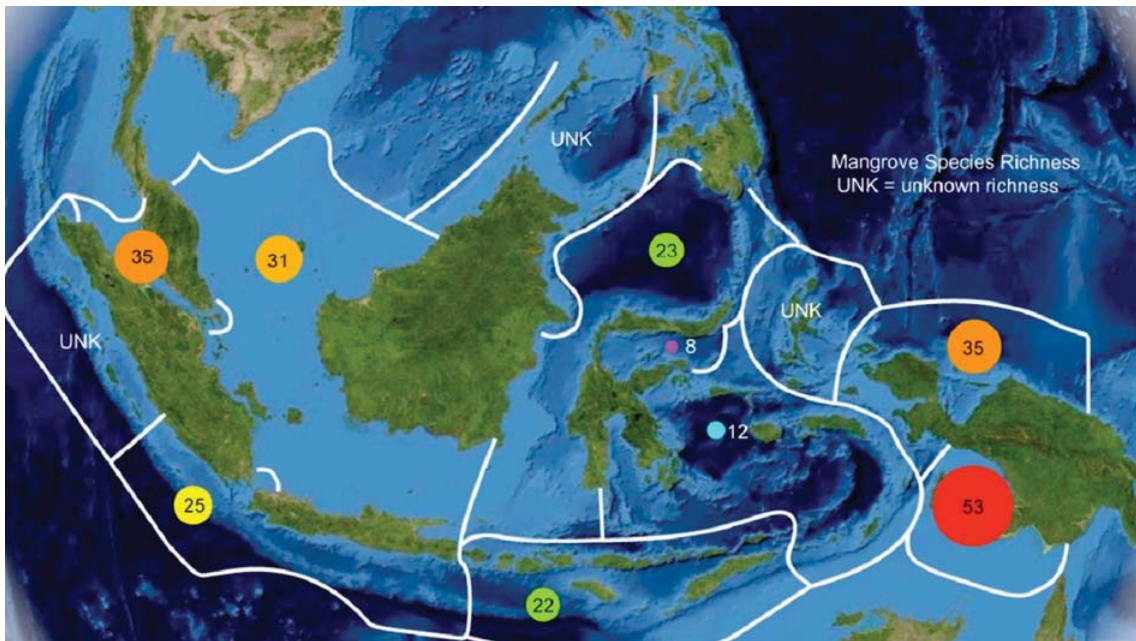 UNK
Mangrove Species Richness
UNK = unknown richness
35
31
23
UNK
UNK
8
35
12
25
53
22